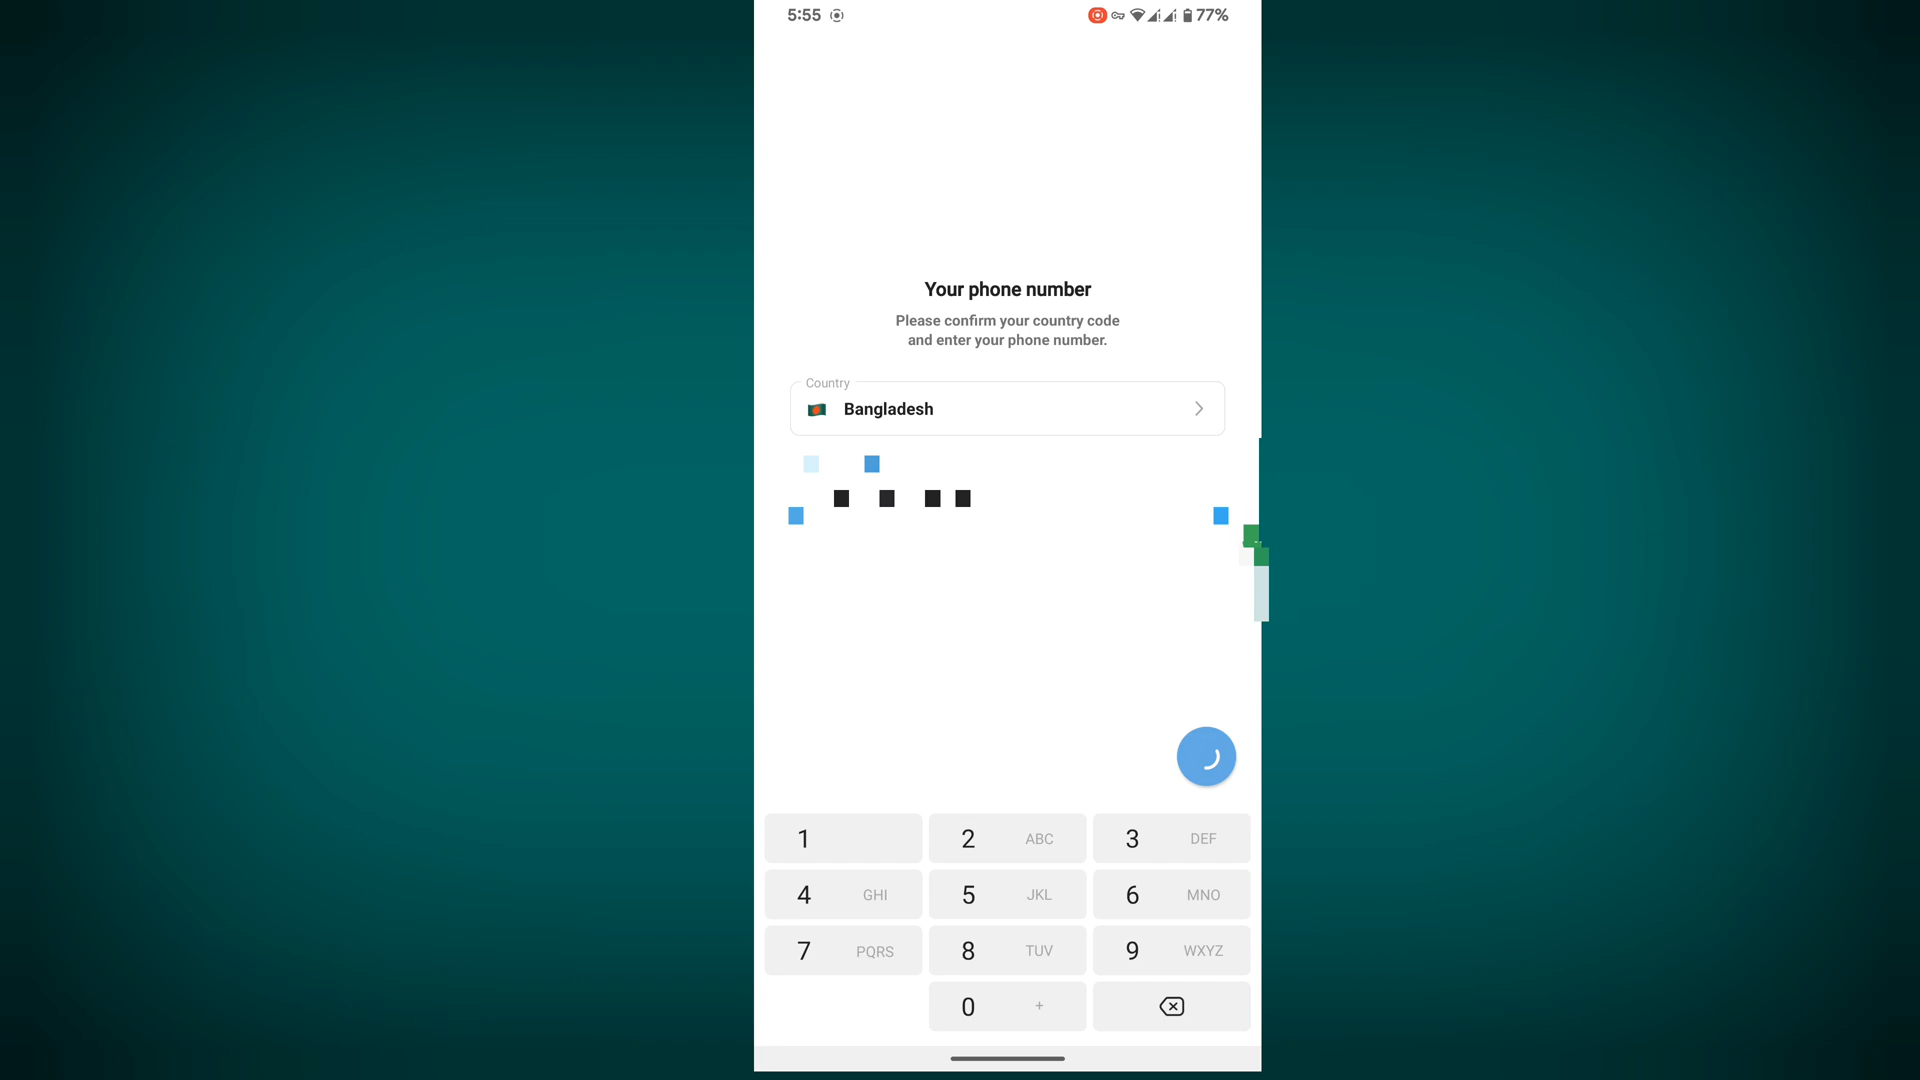 5:55 77%
Your phone number
Please confirm your country code
and enter your phone number.
Country
Bangladesh
1 2 ABC 3 DEF
4 GHI 5 JKL 6 MNO
7 PQRS 8 TUV 9 WXYZ
0 +